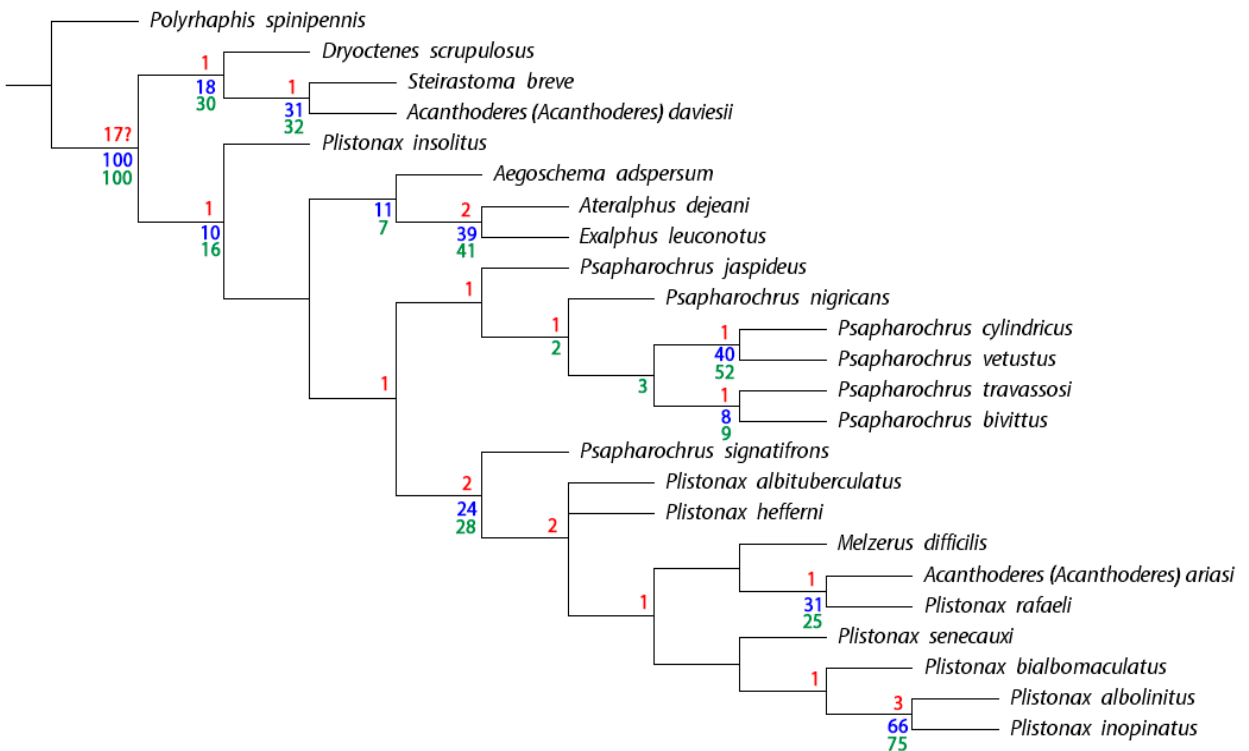 Polyrhaphis spinipennis
Dryoctenes scrupulosus
1
18
30
Steirastoma breve
1
31
32
Acanthoderes (Acanthoderes) daviesii
17?
100
100
Plistonax insolitus
1
10
16
Aegoschema adspersum
11
7
Ateralphus dejeani
2
39
41
Exalphus leuconotus
Psapharochrus jaspideus
1
Psapharochrus nigricans
1
2
Psapharochrus cylindricus
1
40
52
Psapharochrus vetustus
3
Psapharochrus travassosi
1
8
9
Psapharochrus bivittus
1
Psapharochrus signatifrons
2
24
28
Plistonax albituberculatus
Plistonax hefferni
2
Melzerus difficilis
Acanthoderes (Acanthoderes) ariasi
1
31
25
Plistonax rafaeli
1
Plistonax senecauxi
Plistonax bialbomaculatus
1
Plistonax albolinitus
3
66
75
Plistonax inopinatus